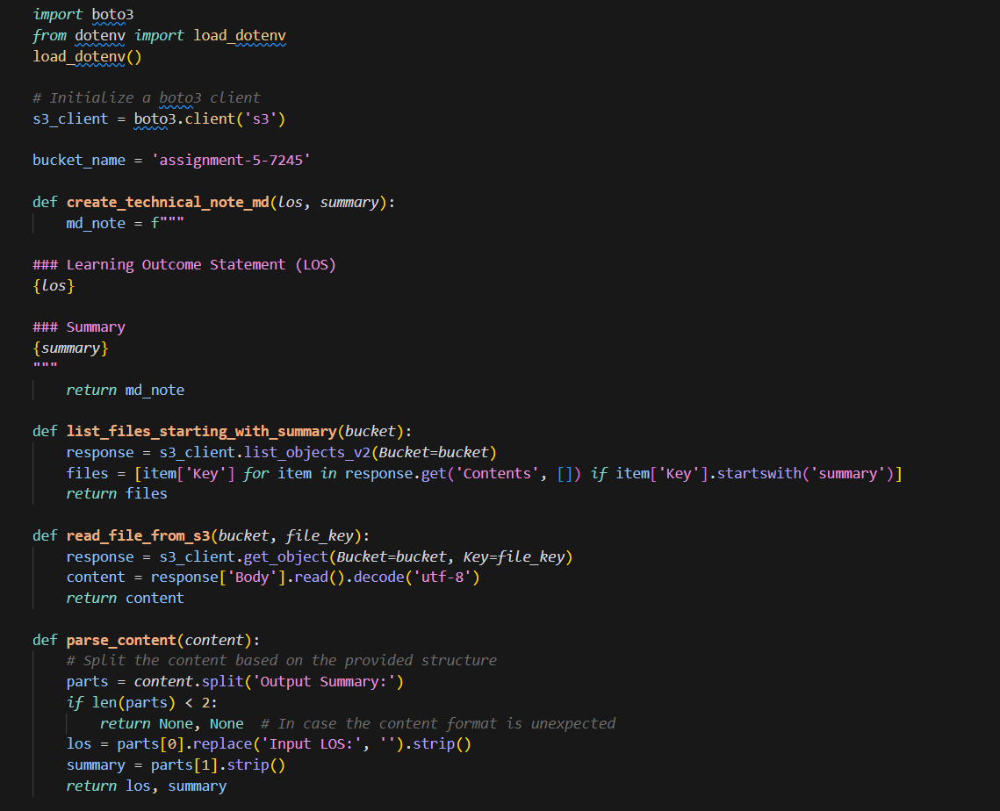 import boto3
from dotenv import load_dotenv
load_dotenv()

# Initialize a boto3 client
s3_client = boto3.client('s3')

bucket_name = 'assignment-5-7245'

def create_technical_note_md(los, summary):
    md_note = f"""

### Learning Outcome Statement (LOS)
{los}

### Summary
{summary}
"""
    return md_note

def list_files_starting_with_summary(bucket):
    response = s3_client.list_objects_v2(Bucket=bucket)
    files = [item['Key'] for item in response.get('Contents', []) if item['Key'].startswith('summary')]
    return files

def read_file_from_s3(bucket, file_key):
    response = s3_client.get_object(Bucket=bucket, Key=file_key)
    content = response['Body'].read().decode('utf-8')
    return content

def parse_content(content):
    # Split the content based on the provided structure
    parts = content.split('Output Summary:')
    if len(parts) < 2:
        return None, None  # In case the content format is unexpected
    los = parts[0].replace('Input LOS:', '').strip()
    summary = parts[1].strip()
    return los, summary